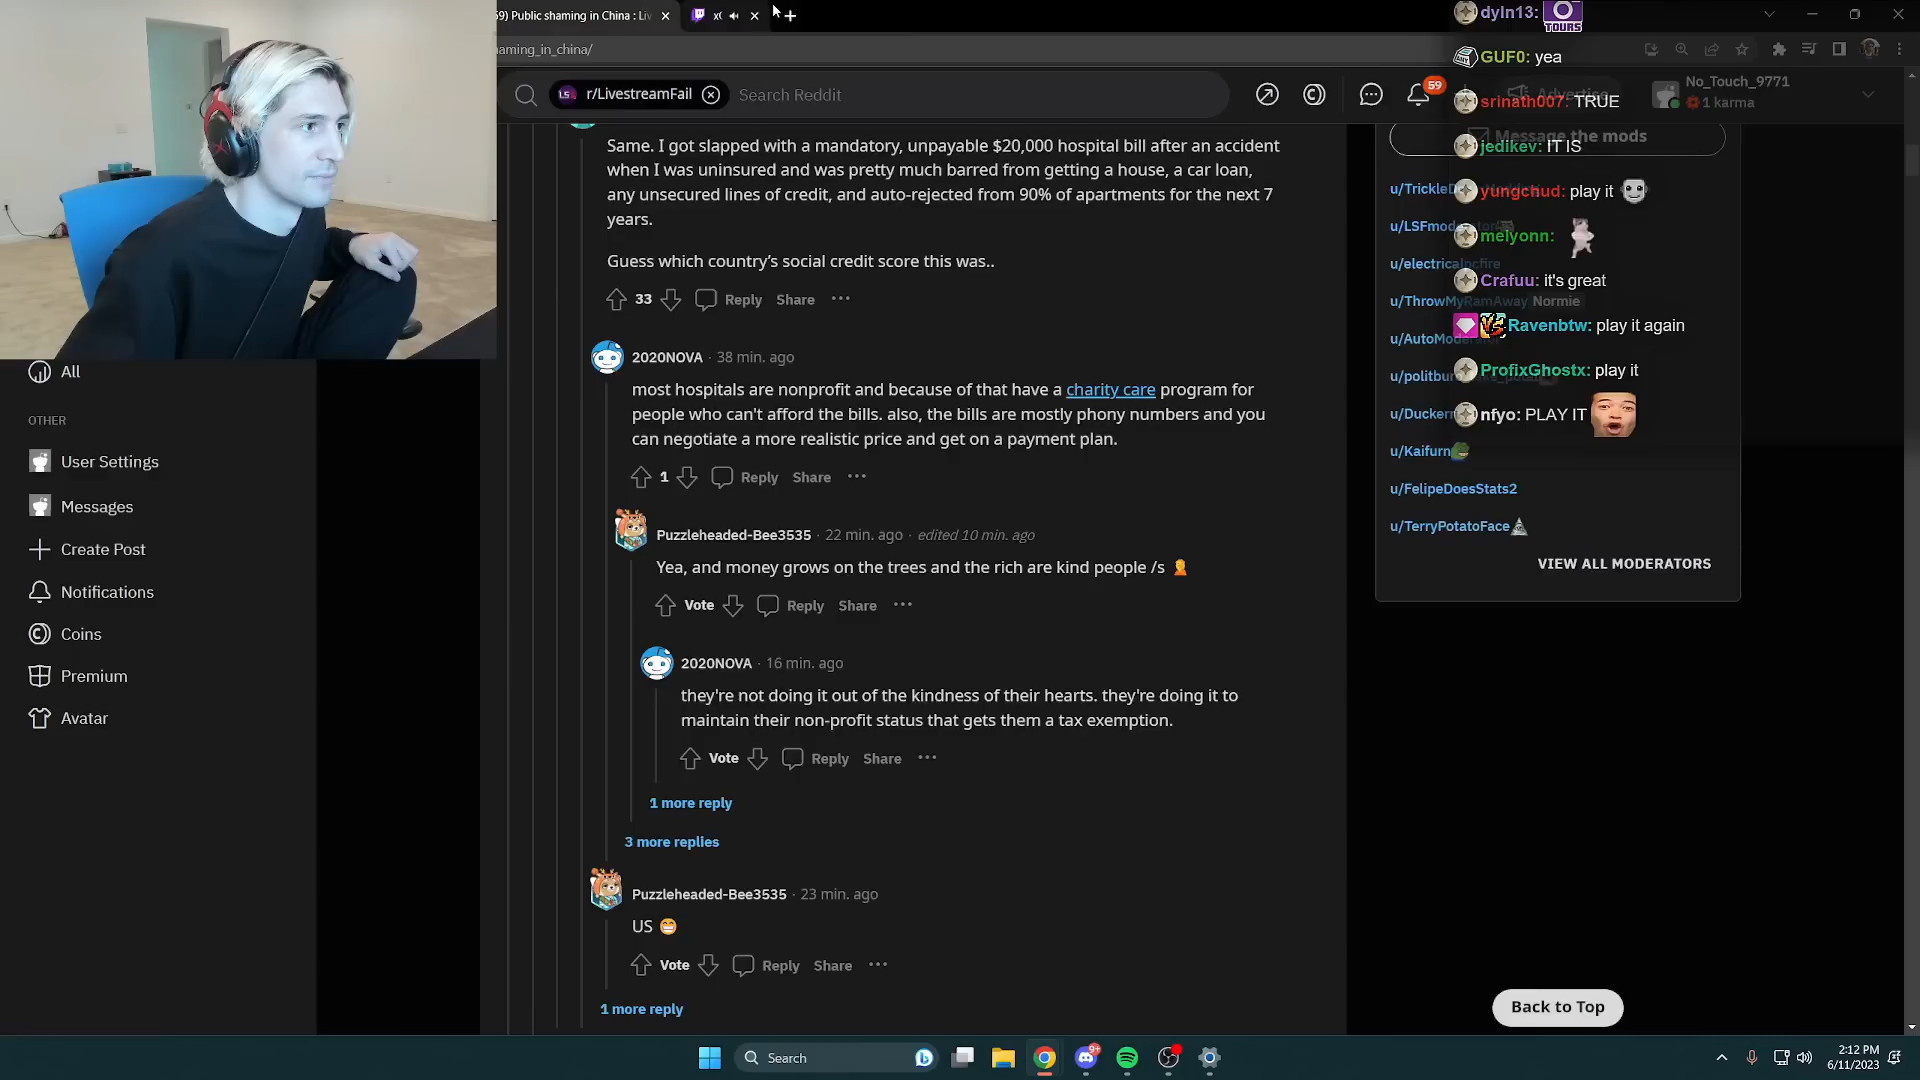 59) Public shaming in China : Liv
x(
dyln13:
TOURS
haming_in_china/
GUF0: yea
r/LivestreamFail
Search Reddit
59
Advertise
No_Touch_9771
1 karma
srinath007: TRUE
Message the mods
jedikev: IT IS
yungchud: play it
melyonn:
Crafuu: it's great
Ravenbtw: play it again
ProfixGhostx: play it
nfyo: PLAY IT
Same. I got slapped with a mandatory, unpayable $20,000 hospital bill after an accident
when I was uninsured and was pretty much barred from getting a house, a car loan,
any unsecured lines of credit, and auto-rejected from 90% of apartments for the next 7
years.
Guess which country's social credit score this was..
33 Reply Share
2020NOVA · 38 min. ago
most hospitals are nonprofit and because of that have a charity care program for
people who can't afford the bills. also, the bills are mostly phony numbers and you
can negotiate a more realistic price and get on a payment plan.
1 Reply Share
Puzzleheaded-Bee3535 · 22 min. ago · edited 10 min. ago
Yea, and money grows on the trees and the rich are kind people /s
Vote Reply Share
2020NOVA · 16 min. ago
they're not doing it out of the kindness of their hearts. they're doing it to
maintain their non-profit status that gets them a tax exemption.
Vote Reply Share
1 more reply
3 more replies
Puzzleheaded-Bee3535 · 23 min. ago
US
Vote Reply Share
1 more reply
All
OTHER
User Settings
Messages
Create Post
Notifications
Coins
Premium
Avatar
u/ThrowMyRamAway Normie
u/Kaifurn
u/FelipeDoesStats2
u/TerryPotatoFace
VIEW ALL MODERATORS
Back to Top
Search
9+
2:12 PM
6/11/2023